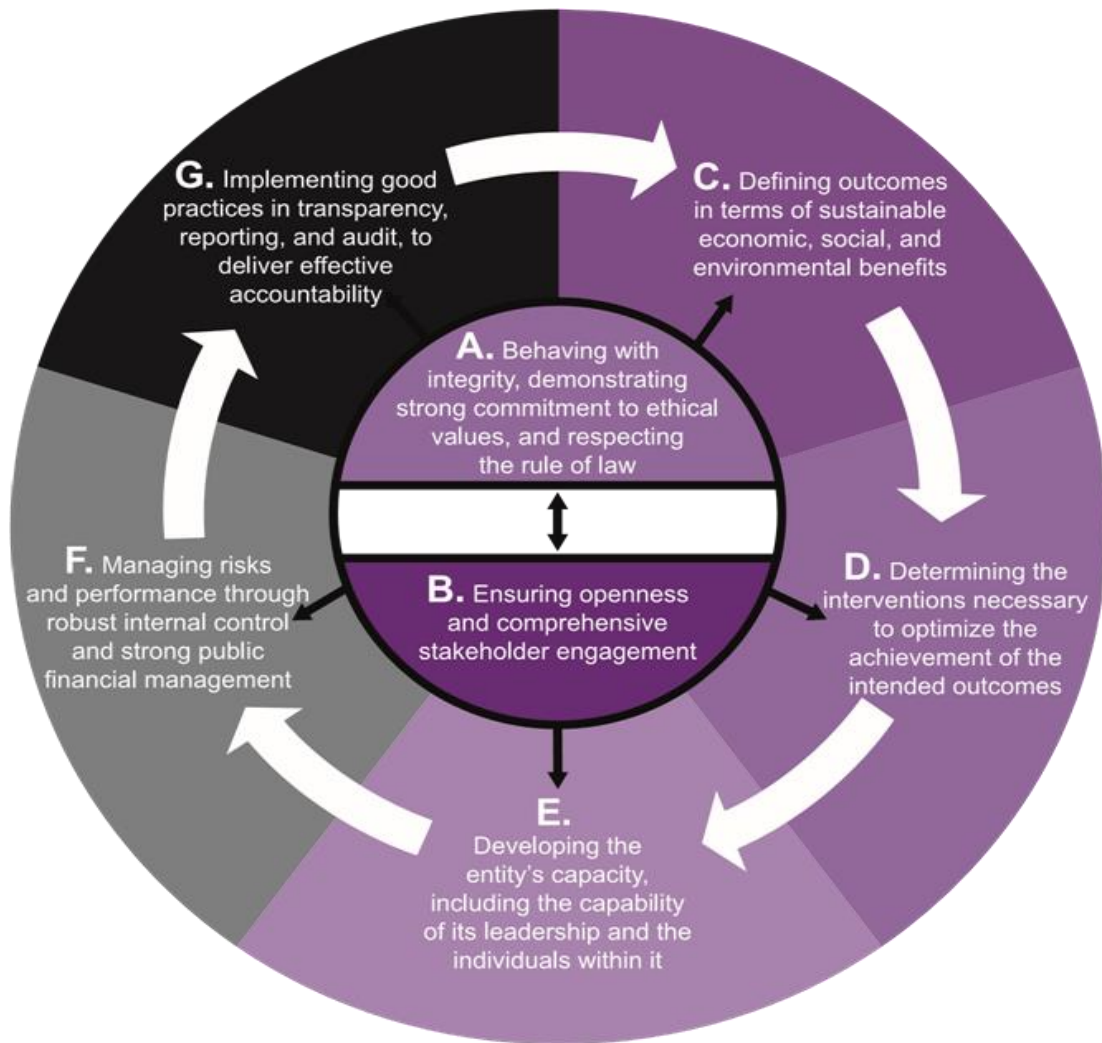 A. Behaving with
integrity, demonstrating
strong commitment to ethical
values, and respecting
the rule of law
B. Ensuring openness
and comprehensive
stakeholder engagement
C. Defining outcomes
in terms of sustainable
economic, social, and
environmental benefits
D. Determining the
interventions necessary
to optimize the
achievement of the
intended outcomes
E.
Developing the
entity's capacity,
including the capability
of its leadership and the
individuals within it
F. Managing risks
and performance through
robust internal control
and strong public
financial management
G. Implementing good
practices in transparency,
reporting, and audit, to
deliver effective
accountability